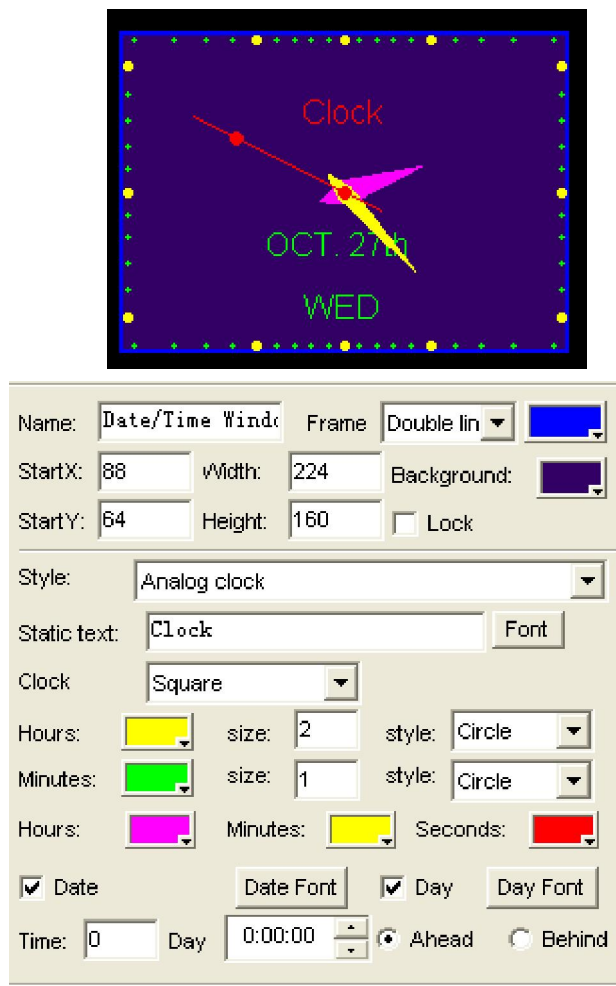 Clock
OCT. 27th
WED
Name: Date/Time Windo Frame Double lin
StartX: 88 Width: 224 Background:
StartY: 64 Height: 160 Lock
Style: Analog clock
Static text: Clock Font
Clock Square
Hours: size: 2 style: Circle
Minutes: size: 1 style: Circle
Hours: Minutes: Seconds:
Date Date Font Day Day Font
Time: 0 Day 0:00:00 Ahead Behind